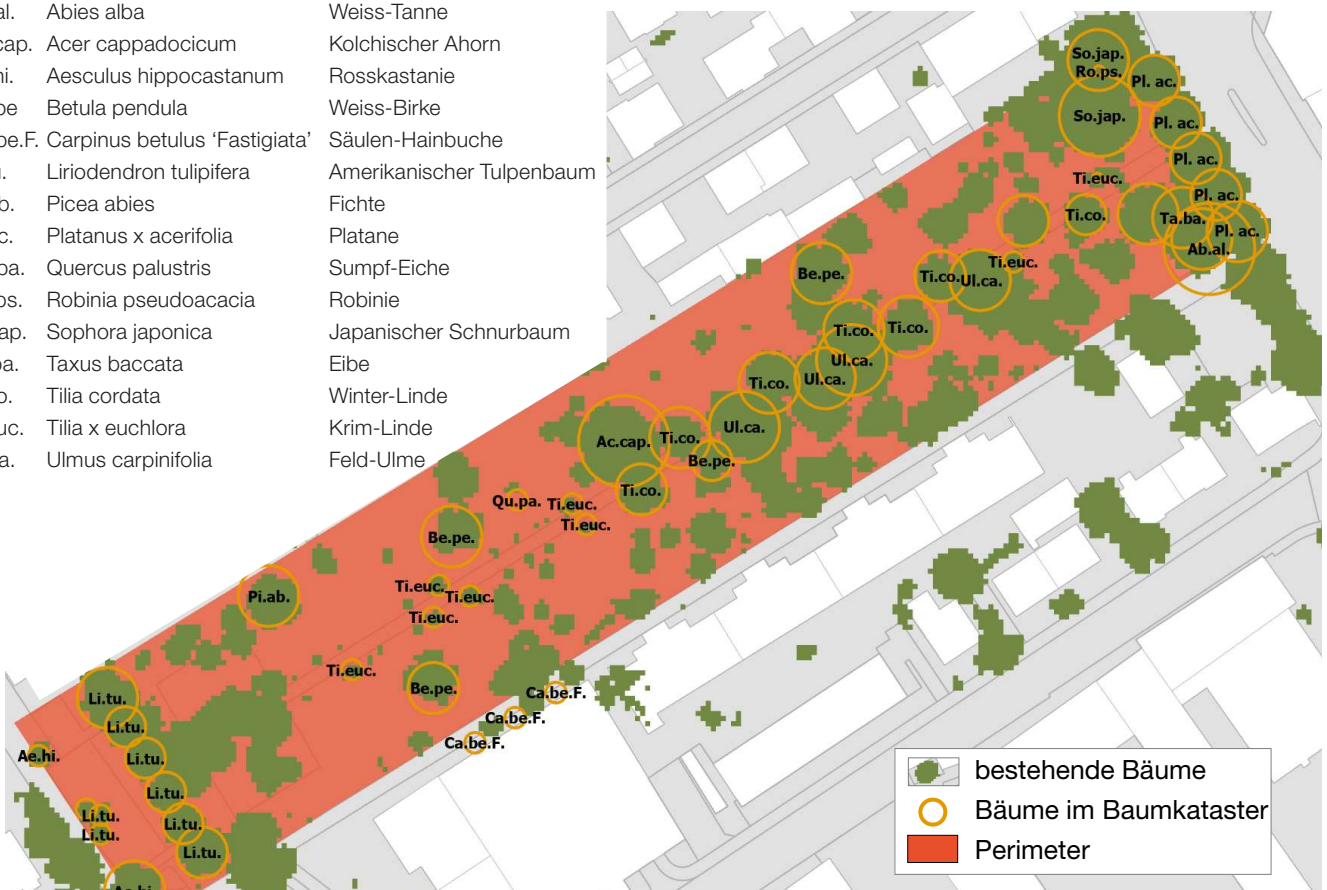 al. Abies alba Weiss-Tanne
cap. Acer cappadocicum Kolchischer Ahorn
hi. Aesculus hippocastanum Rosskastanie
pe Betula pendula Weiss-Birke
be.F. Carpinus betulus 'Fastigiata' Säulen-Hainbuche
Liriodendron tulipifera Amerikanischer Tulpenbaum
b. Picea abies Fichte
c. Platanus x acerifolia Platane
pa. Quercus palustris Sumpf-Eiche
ps. Robinia pseudoacacia Robinie
ap. Sophora japonica Japanischer Schnurbaum
a. Taxus baccata Eibe
o. Tilia cordata Winter-Linde
uc. Tilia x euchlora Krim-Linde
a. Ulmus carpinifolia Feld-Ulme
So.jap.
Ro.ps.
Pl. ac.
So.jap.
Pl. ac.
Pl. ac.
Ti.euc.
Pl. ac.
Ti.co.
Ta.ba.
Pl. ac.
Ab.al.
Ti.euc.
Be.pe.
Ti.co.
Ul.ca.
Ti.co.
Ti.co.
Ul.ca.
Ul.ca.
Ti.co.
Ul.ca.
Ac.cap.
Ti.co.
Be.pe.
Ti.co.
Qu.pa.
Ti.euc.
Ti.euc.
Be.pe.
Ti.euc.
Ti.euc.
Ti.euc.
Pi.ab.
Ti.euc.
Be.pe.
Ca.be.F.
Ca.be.F.
Ca.be.F.
Li.tu.
Li.tu.
Ae.hi.
Li.tu.
Li.tu.
Li.tu.
Li.tu.
Li.tu.
Li.tu.
Ae.hi.
bestehende Bäume
Bäume im Baumkataster
Perimeter